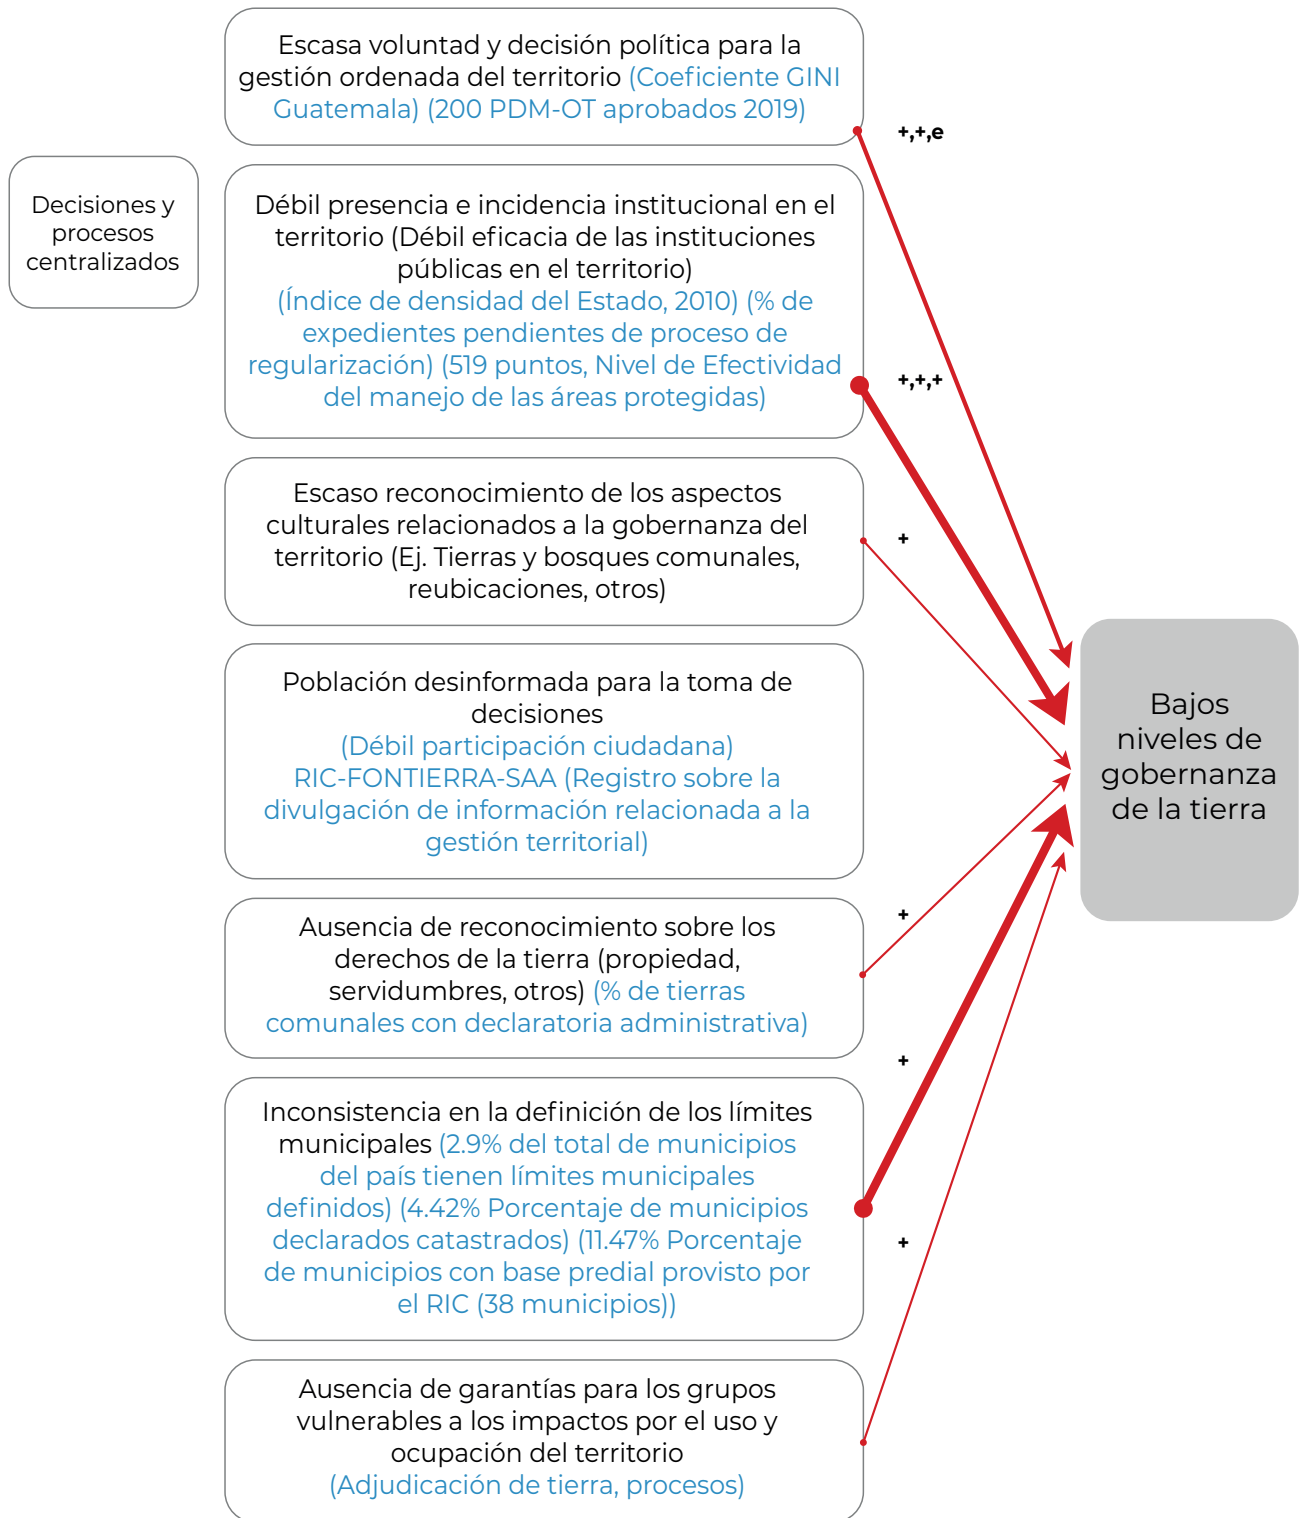 Escasa voluntad y decisión política para la
gestión ordenada del territorio (Coeficiente GINI
Guatemala) (200 PDM-OT aprobados 2019)
+,+,e
Decisiones y
procesos
centralizados
Débil presencia e incidencia institucional en el
territorio (Débil eficacia de las instituciones
públicas en el territorio)
(Índice de densidad del Estado, 2010) (% de
expedientes pendientes de proceso de
regularización) (519 puntos, Nivel de Efectividad
del manejo de las áreas protegidas)
+,+,+
Escaso reconocimiento de los aspectos
culturales relacionados a la gobernanza del
territorio (Ej. Tierras y bosques comunales,
reubicaciones, otros)
+
Población desinformada para la toma de
decisiones
(Débil participación ciudadana)
RIC-FONTIERRA-SAA (Registro sobre la
divulgación de información relacionada a la
gestión territorial)
Bajos
niveles de
gobernanza
de la tierra
Ausencia de reconocimiento sobre los
derechos de la tierra (propiedad,
servidumbres, otros) (% de tierras
comunales con declaratoria administrativa)
+
+
Inconsistencia en la definición de los límites
municipales (2.9% del total de municipios
del país tienen límites municipales
definidos) (4.42% Porcentaje de municipios
declarados catastrados) (11.47% Porcentaje
de municipios con base predial provisto por
el RIC (38 municipios))
+
Ausencia de garantías para los grupos
vulnerables a los impactos por el uso y
ocupación del territorio
(Adjudicación de tierra, procesos)